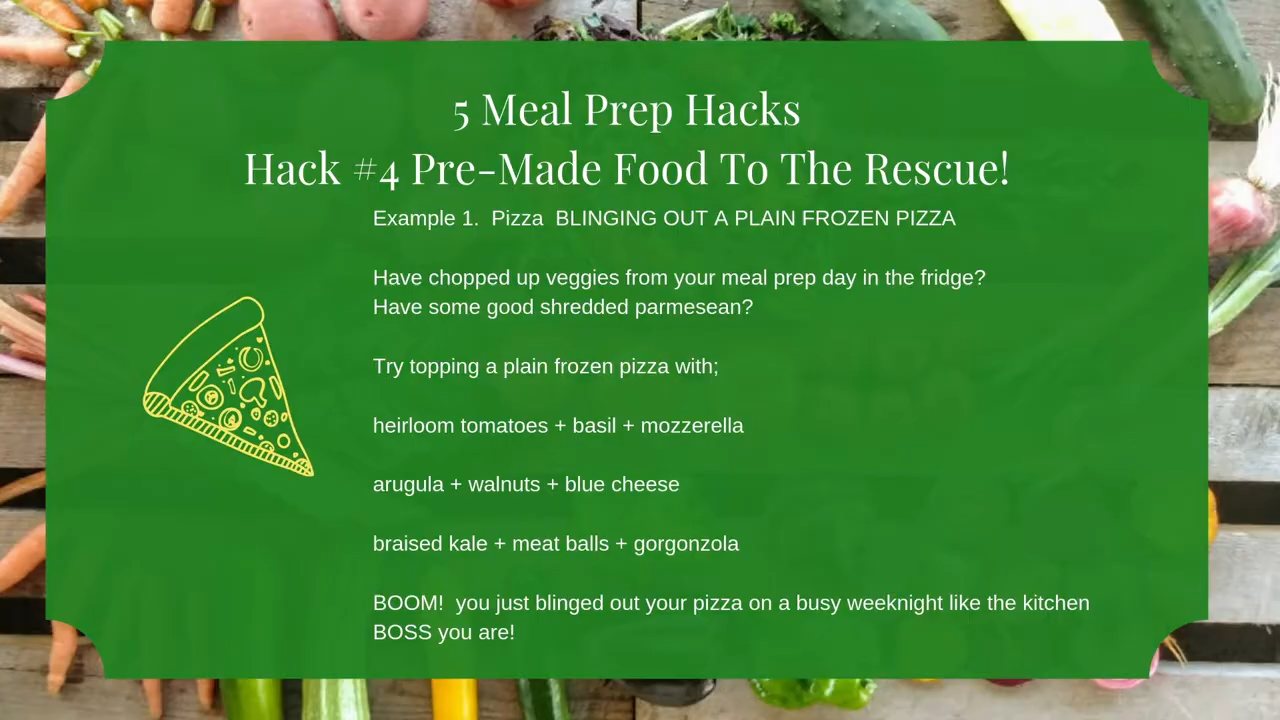 5 Meal Prep Hacks
Hack #4 Pre-Made Food To The Rescue!
Example 1.  Pizza  BLINGING OUT A PLAIN FROZEN PIZZA
Have chopped up veggies from your meal prep day in the fridge?
Have some good shredded parmesean?
Try topping a plain frozen pizza with;
heirloom tomatoes + basil + mozzerella
arugula + walnuts + blue cheese
braised kale + meat balls + gorgonzola
BOOM!  you just blinged out your pizza on a busy weeknight like the kitchen
BOSS you are!